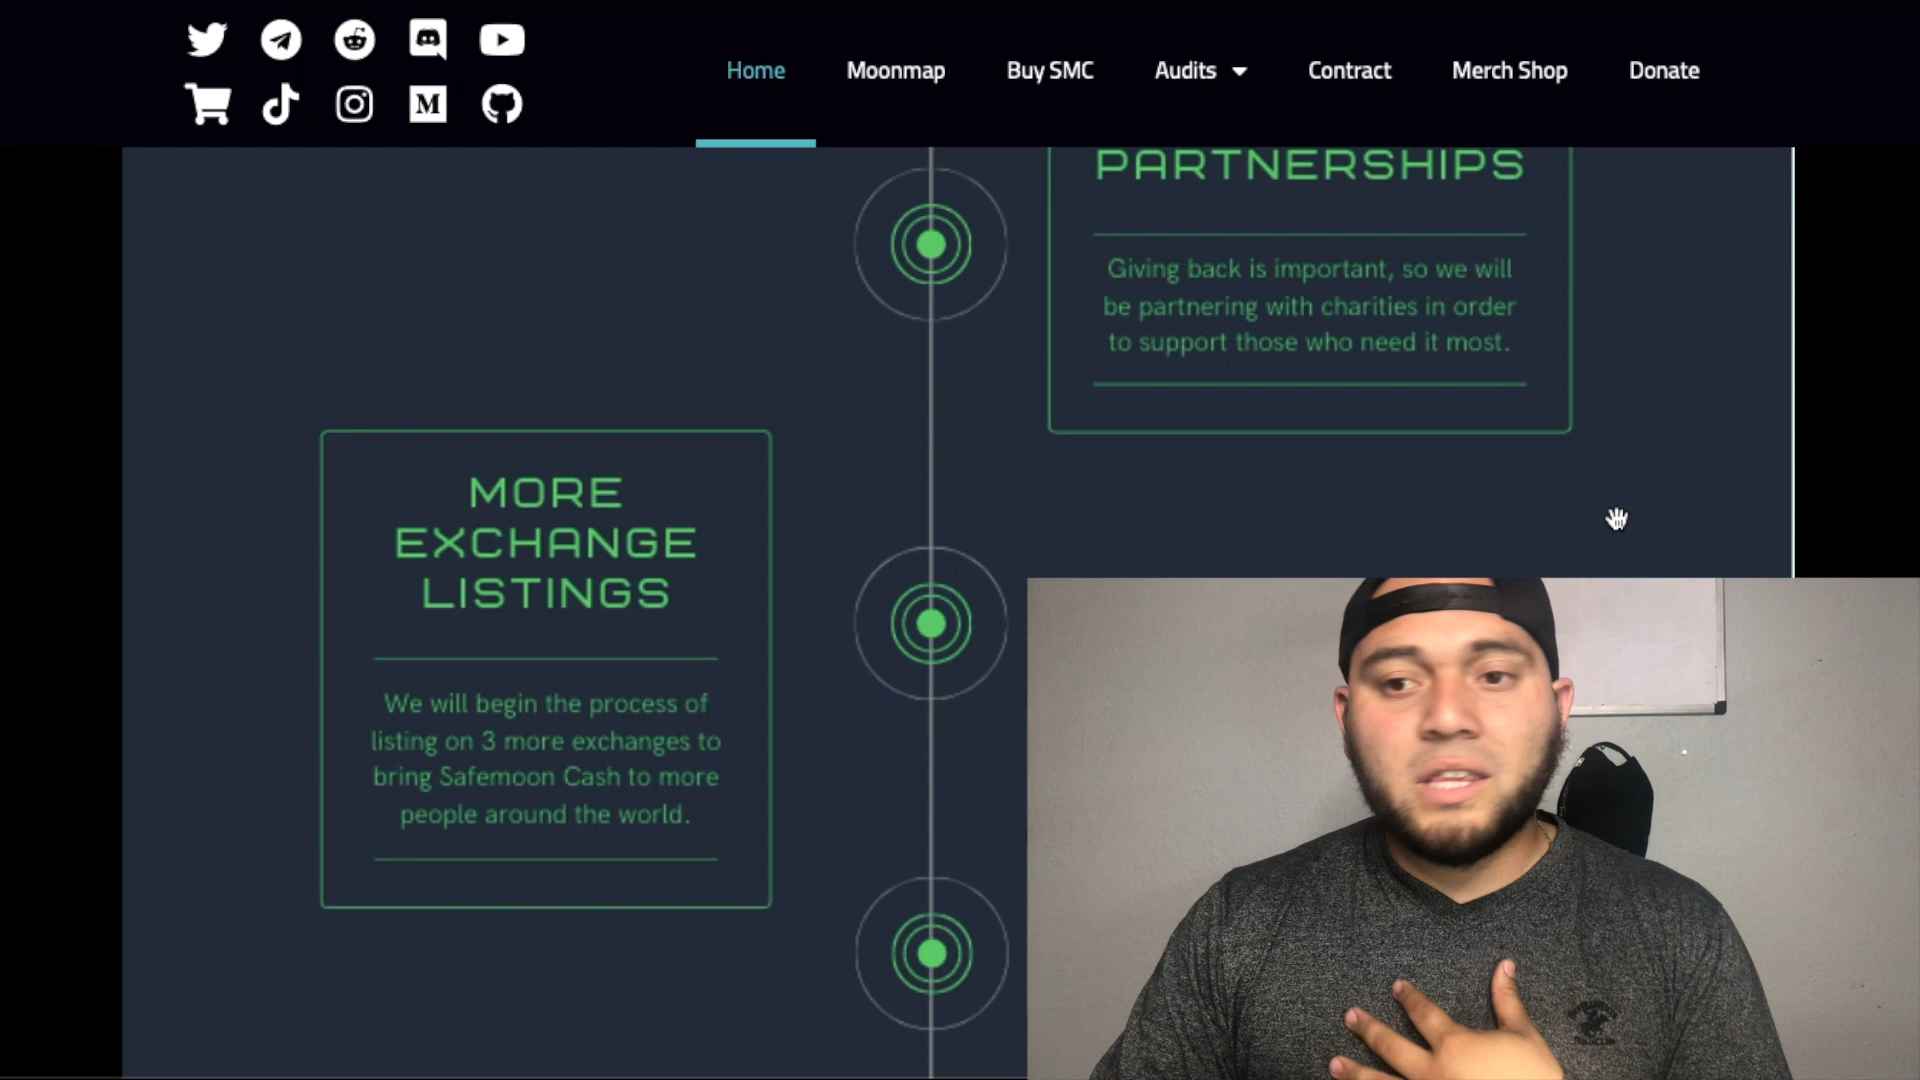 Home
Moonmap
Buy SMC
Audits
Contract
Merch Shop
Donate
M
PARTNERSHIPS
Giving back is important, so we will
be partnering with charities in order
to support those who need it most.
MORE
EXCHANGE
LISTINGS
We will begin the process of
listing on 3 more exchanges to
bring Safemoon Cash to more
people around the world.